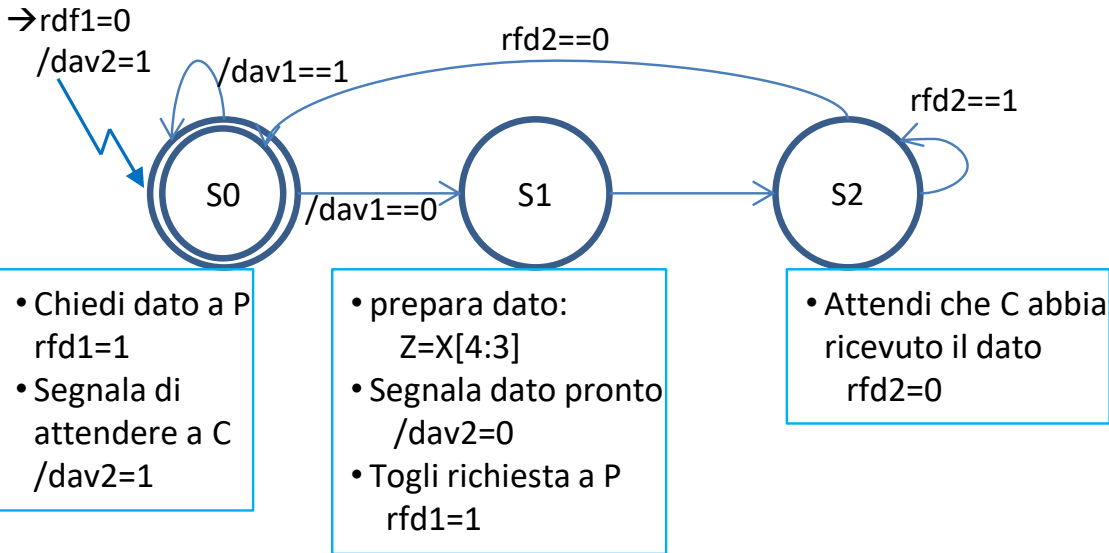 →rdf1=0
/dav2=1
/dav1==1
rfd2==0
rfd2==1
S0
/dav1==0
S1
S2
• Chiedi dato a P
rfd1=1
• Segnala di
attendere a C
/dav2=1
• prepara dato:
Z=X[4:3]
• Segnala dato pronto
/dav2=0
• Togli richiesta a P
rfd1=1
• Attendi che C abbia
ricevuto il dato
rfd2=0